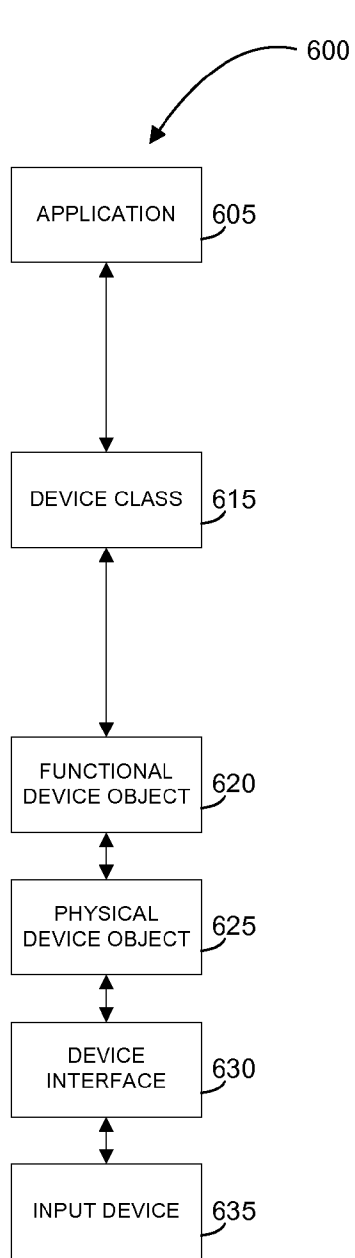 600
APPLICATION
605
DEVICE CLASS
615
FUNCTIONAL
DEVICE OBJECT
620
PHYSICAL
DEVICE OBJECT
625
DEVICE
INTERFACE
630
INPUT DEVICE
635